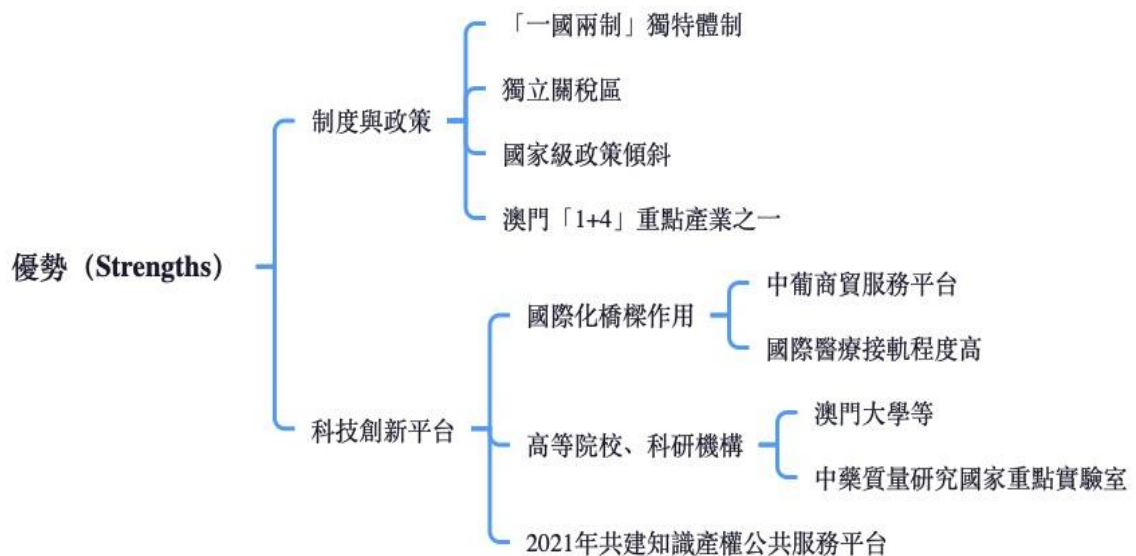 優勢（Strengths）
制度與政策
「一國兩制」獨特體制
獨立關稅區
國家級政策傾斜
澳門「1+4」重點產業之一
科技創新平台
國際化橋樑作用
中葡商貿服務平台
國際醫療接軌程度高
高等院校、科研機構
澳門大學等
中藥質量研究國家重點實驗室
2021年共建知識產權公共服務平台